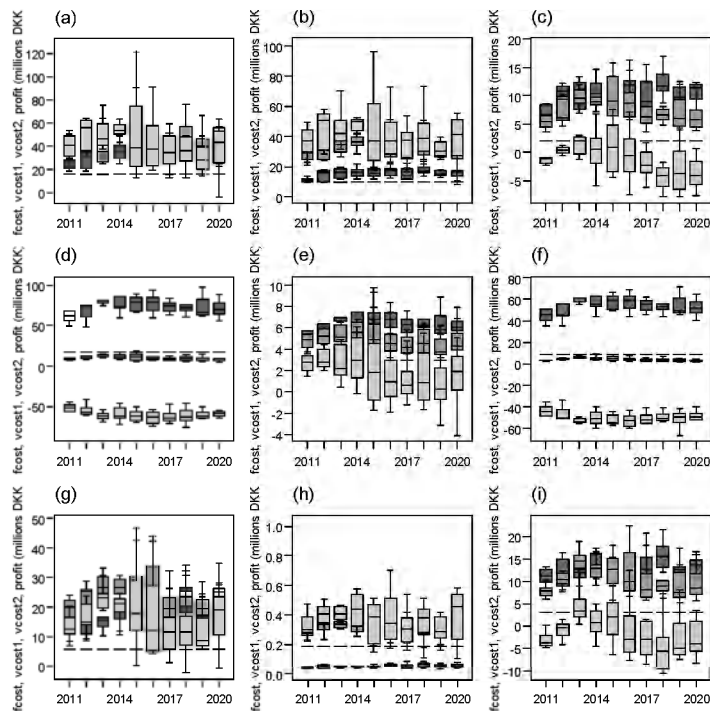 (a) (b) (c)
fcost, vcost1, vcost2, profit (millions DKK
120
100
80
60
40
20
0
2011 2014 2017 2020
fcost, vcost1, vcost2, profit (millions DKK
100
80
60
40
20
0
2011 2014 2017 2020
fcost, vcost1, vcost2, profit (millions DKK
20
15
10
5
0
-5
2011 2014 2017 2020
(d) (e) (f)
fcost, vcost1, vcost2, profit (millions DKK;
100
50
0
-50
2011 2014 2017 2020
fcost, vcost1, vcost2, profit (millions DKK;
10
8
6
4
2
0
-2
-4
2011 2014 2017 2020
fcost, vcost1, vcost2, profit (millions DKK;
80
60
40
20
0
-20
-40
-60
2011 2014 2017 2020
(g) (h) (i)
fcost, vcost1, vcost2, profit (millions DKK
50
40
30
20
10
0
2011 2014 2017 2020
fcost, vcost1, vcost2, profit (millions DKK
1.0
0.8
0.6
0.4
0.2
0.0
2011 2014 2017 2020
fcost, vcost1, vcost2, profit (millions DKK
25
20
15
10
5
0
-5
-10
2011 2014 2017 2020